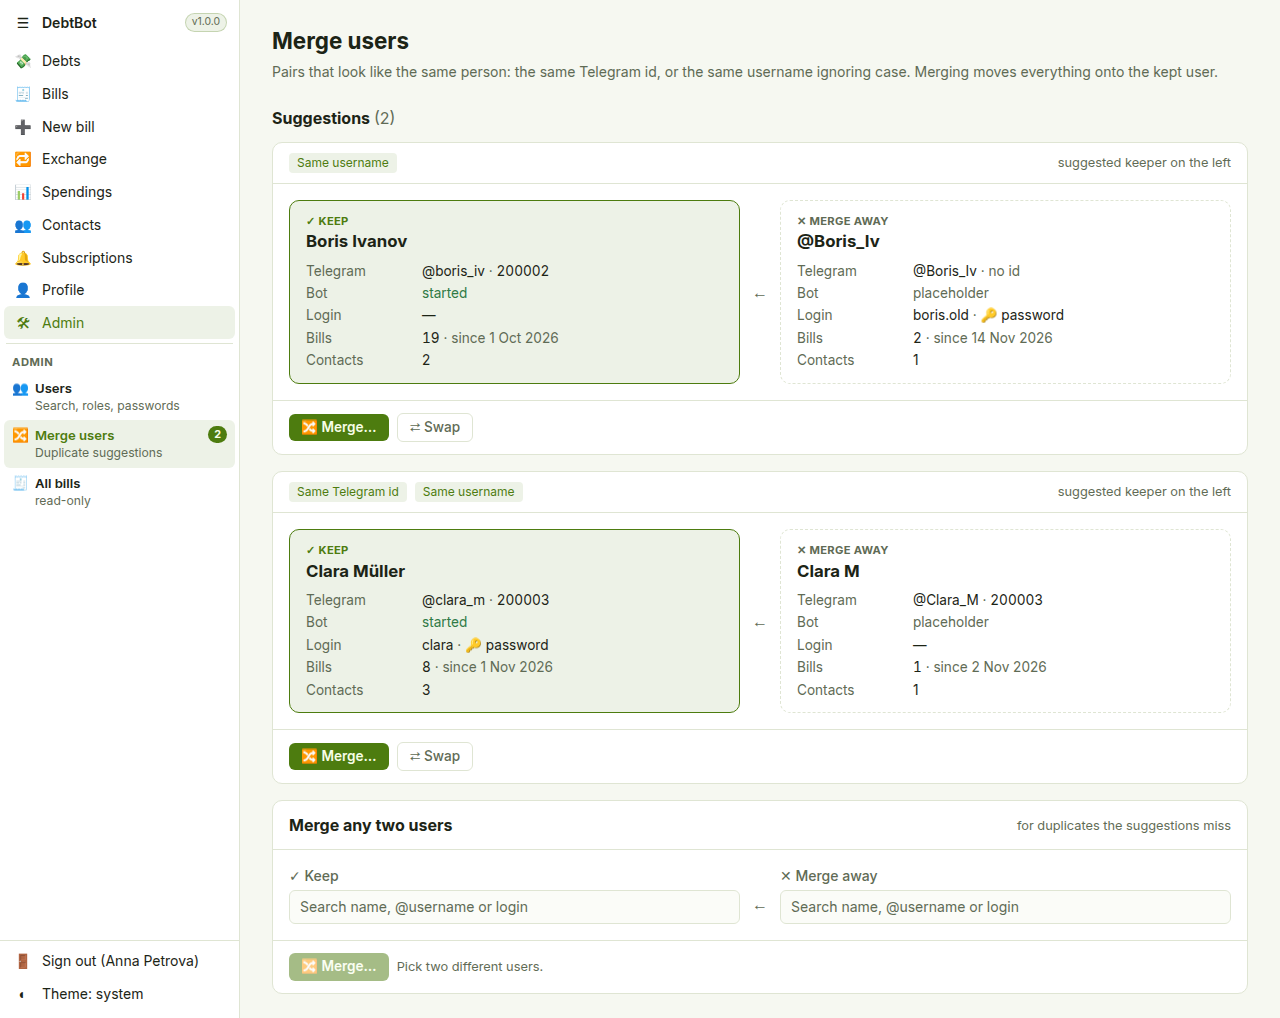 ☰ DebtBot v1.0.0
Debts
Bills
New bill
Exchange
Spendings
Contacts
Subscriptions
Profile
Admin
ADMIN
Users
Search, roles, passwords
Merge users 2
Duplicate suggestions
All bills
read-only
Sign out (Anna Petrova)
Theme: system
Merge users
Pairs that look like the same person: the same Telegram id, or the same username ignoring case. Merging moves everything onto the kept user.
Suggestions (2)
Same username
suggested keeper on the left
✓ KEEP
Boris Ivanov
Telegram @boris_iv · 200002
Bot started
Login —
Bills 19 · since 1 Oct 2026
Contacts 2
←
✕ MERGE AWAY
@Boris_Iv
Telegram @Boris_Iv · no id
Bot placeholder
Login boris.old · 🔑 password
Bills 2 · since 14 Nov 2026
Contacts 1
🔀 Merge... ⇄ Swap
Same Telegram id Same username
suggested keeper on the left
✓ KEEP
Clara Müller
Telegram @clara_m · 200003
Bot started
Login clara · 🔑 password
Bills 8 · since 1 Nov 2026
Contacts 3
←
✕ MERGE AWAY
Clara M
Telegram @Clara_M · 200003
Bot placeholder
Login —
Bills 1 · since 2 Nov 2026
Contacts 1
🔀 Merge... ⇄ Swap
Merge any two users
for duplicates the suggestions miss
✓ Keep
Search name, @username or login
←
✕ Merge away
Search name, @username or login
🔀 Merge... Pick two different users.